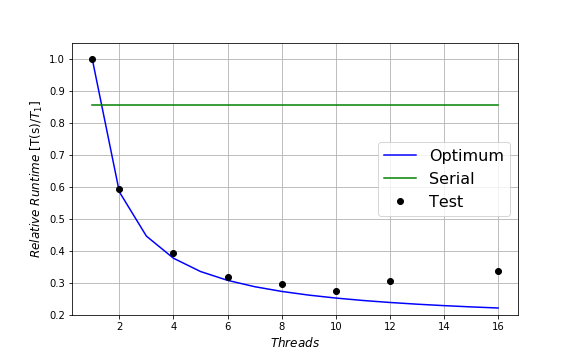 1.0
0.9
0.8
0.7
0.6
0.5
0.4
0.3
0.2
Relative Runtime [T(s)/T₁]
Optimum
Serial
Test
2 4 6 8 10 12 14 16
Threads